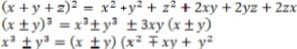 (x + y + z)² = x² +y² + z² + 2xy + 2yz + 2zx
(x ± y)³ = x³± y³ ± 3xy (x ± y)
x³ ± y³ = (x ± y) (x² ∓ xy + y²